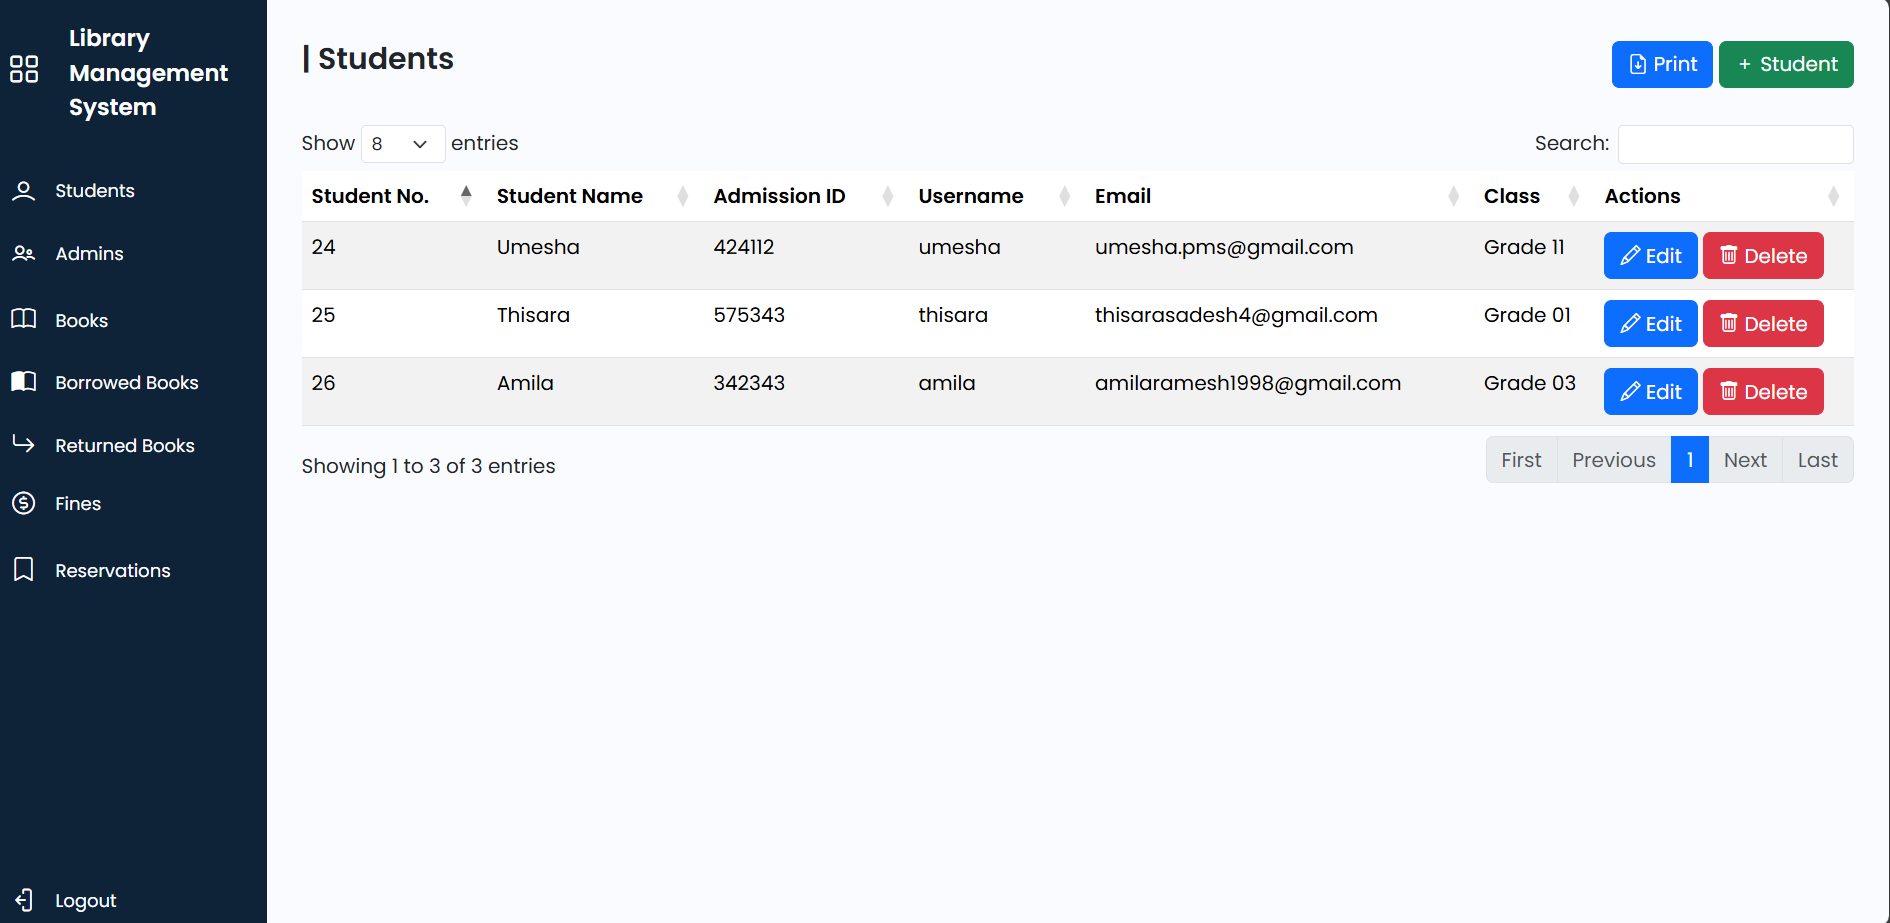 Library
Management
System
Students
Admins
Books
Borrowed Books
Returned Books
Fines
Reservations
Logout
| Students
Print
+ Student
Show 8 entries
Search:
Student No. Student Name Admission ID Username Email Class Actions
24 Umesha 424112 umesha umesha.pms@gmail.com Grade 11 Edit Delete
25 Thisara 575343 thisara thisarasadesh4@gmail.com Grade 01 Edit Delete
26 Amila 342343 amila amilaramesh1998@gmail.com Grade 03 Edit Delete
Showing 1 to 3 of 3 entries
First Previous 1 Next Last